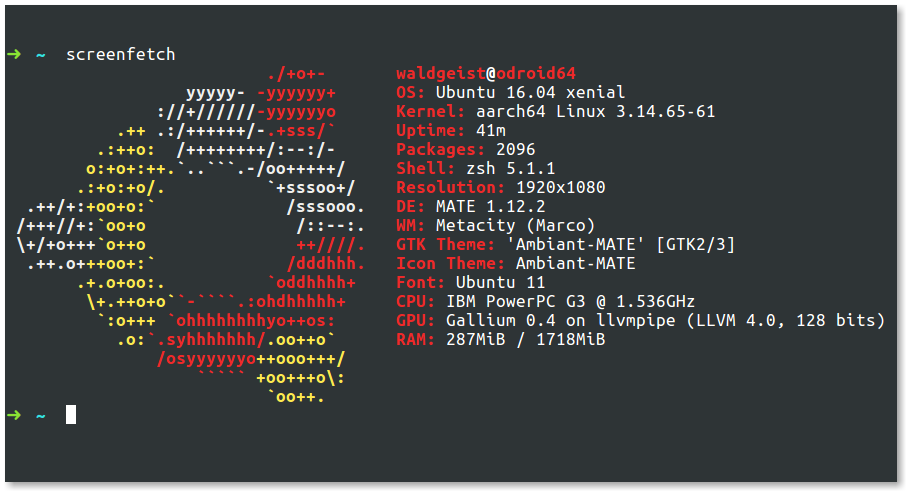 ➜ ~ screenfetch
./+o+- waldgeist@odroid64
yyyyy- -yyyyyy+ OS: Ubuntu 16.04 xenial
://+//////-yyyyyyo Kernel: aarch64 Linux 3.14.65-61
.++ .:/++++++/-.+sss/` Uptime: 41m
.:++o: /++++++++/:--:/- Packages: 2096
o:+o+:++.`..```.-/oo+++++/ Shell: zsh 5.1.1
.:+o:+o/. `+sssoo+/ Resolution: 1920x1080
.++/+:+oo+o:` /sssooo. DE: MATE 1.12.2
/+++//+:`oo+o /::--:. WM: Metacity (Marco)
\+/+o+++`o++o ++////. GTK Theme: 'Ambiant-MATE' [GTK2/3]
.++.o+++oo+:` /dddhhh. Icon Theme: Ambiant-MATE
.+.o+oo:. `oddhhhh+ Font: Ubuntu 11
\+.++o+o``-````.:ohdhhhhh+ CPU: IBM PowerPC G3 @ 1.536GHz
`:o+++ `ohhhhhhhhyo++os: GPU: Gallium 0.4 on llvmpipe (LLVM 4.0, 128 bits)
.o:`.syhhhhhhh/.oo++o` RAM: 287MiB / 1718MiB
/osyyyyyyo++ooo+++/
````` +oo+++o\:
`oo++.
➜ ~